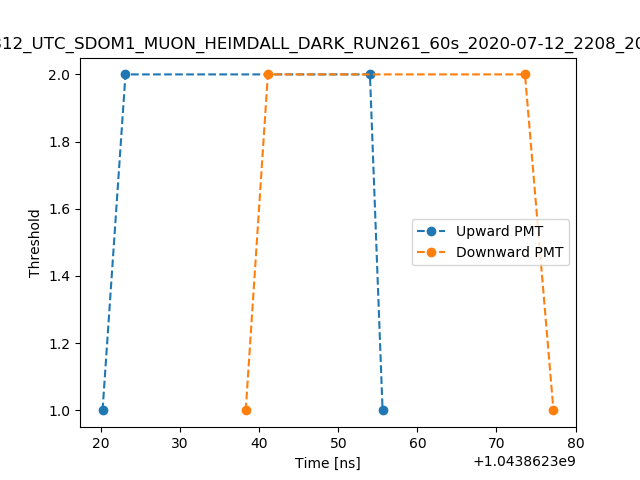 312_UTC_SDOM1_MUON_HEIMDALL_DARK_RUN261_60s_2020-07-12_2208_20
2.0
1.8
1.6
1.4
1.2
1.0
Threshold
Upward PMT
Downward PMT
20 30 40 50 60 70 80
Time [ns]
+1.0438623e9